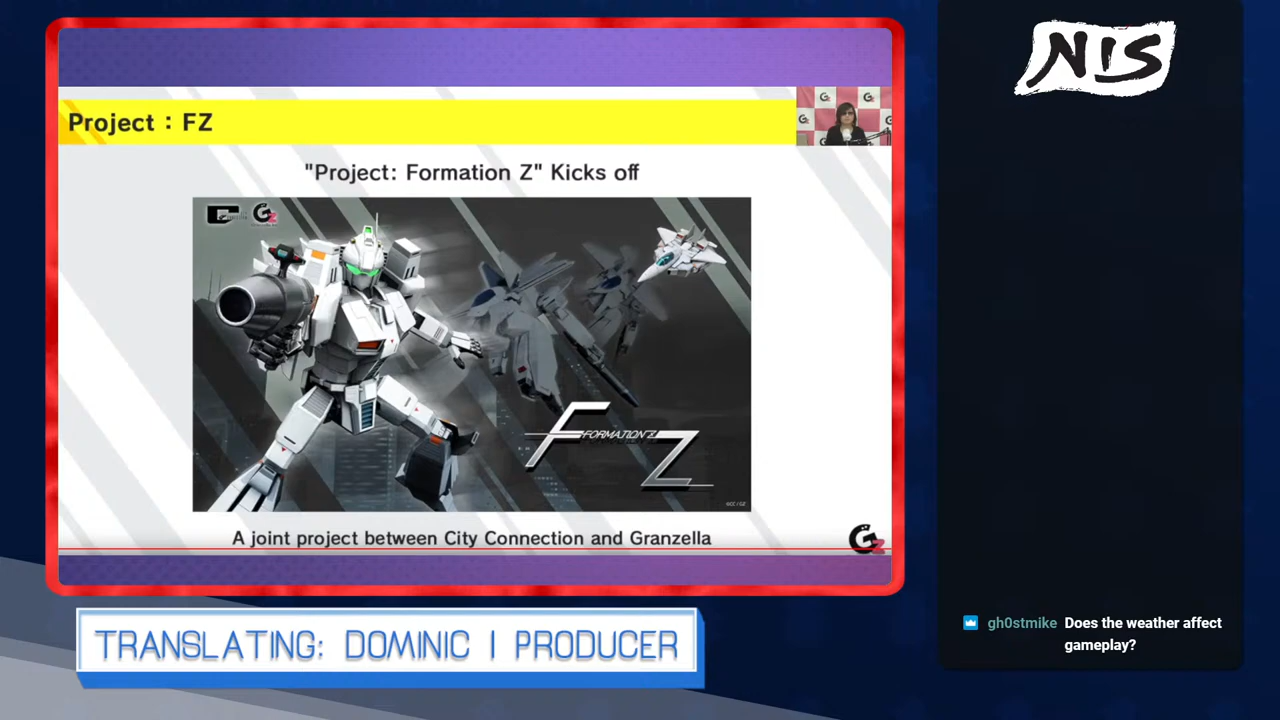 Project : FZ
"Project: Formation Z" Kicks off
FORMATION Z
F Z
A joint project between City Connection and Granzella
Gz
TRANSLATING: DOMINIC | PRODUCER
NIS
gh0stmike Does the weather affect
gameplay?